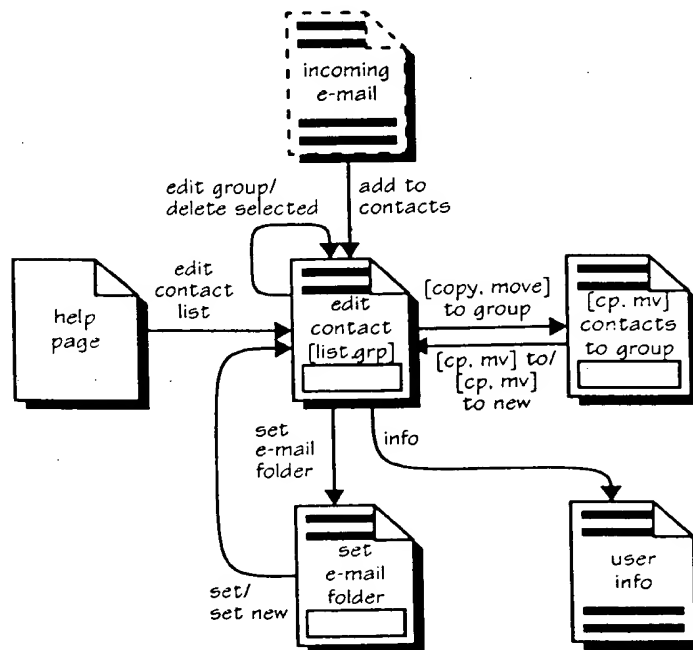 incoming
e-mail
edit group/
delete selected
add to
contacts
edit
contact
list
help
page
edit
contact
[list.grp]
[copy, move]
to group
[cp, mv]
contacts
to group
[cp, mv] to/
[cp, mv]
to new
set
e-mail
folder
info
set/
set new
set
e-mail
folder
user
info